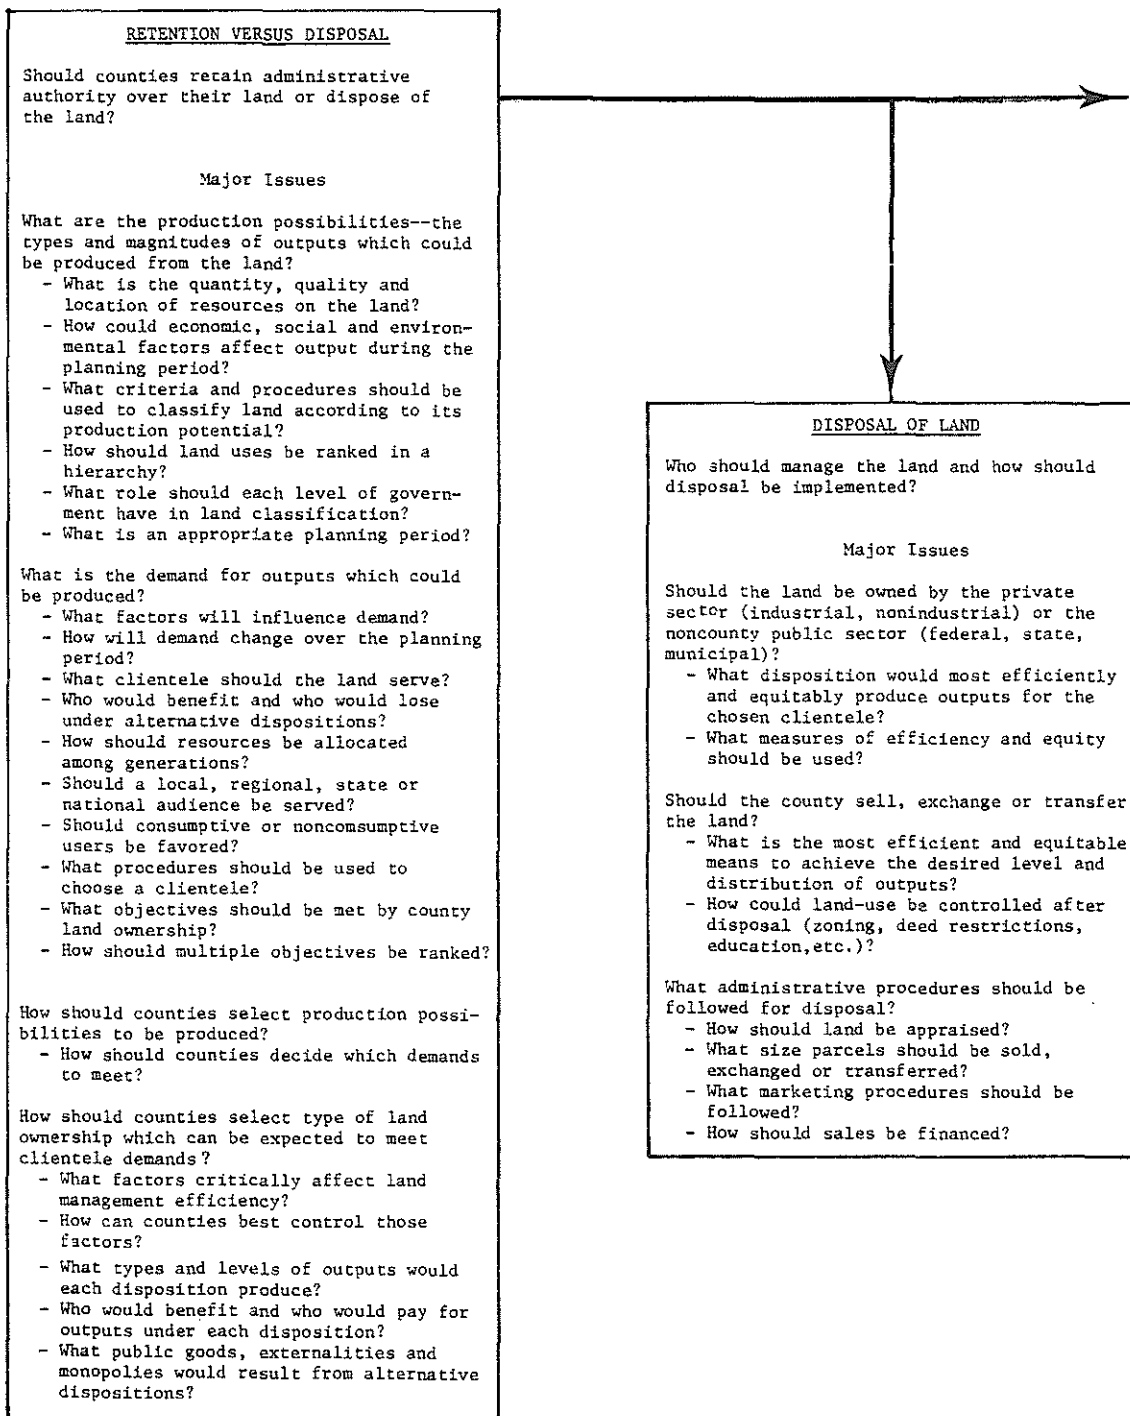 RETENTION VERSUS DISPOSAL
Should counties retain administrative
authority over their land or dispose of
the land?
Major Issues
What are the production possibilities--the
types and magnitudes of outputs which could
be produced from the land?
- What is the quantity, quality and
location of resources on the land?
- How could economic, social and environ-
mental factors affect output during the
planning period?
- What criteria and procedures should be
used to classify land according to its
production potential?
- How should land uses be ranked in a
hierarchy?
- What role should each level of govern-
ment have in land classification?
- What is an appropriate planning period?
What is the demand for outputs which could
be produced?
- What factors will influence demand?
- How will demand change over the planning
period?
- What clientele should the land serve?
- Who would benefit and who would lose
under alternative dispositions?
- How should resources be allocated
among generations?
- Should a local, regional, state or
national audience be served?
- Should consumptive or noncomsumptive
users be favored?
- What procedures should be used to
choose a clientele?
- What objectives should be met by county
land ownership?
- How should multiple objectives be ranked?
How should counties select production possi-
bilities to be produced?
- How should counties decide which demands
to meet?
How should counties select type of land
ownership which can be expected to meet
clientele demands?
- What factors critically affect land
management efficiency?
- How can counties best control those
factors?
- What types and levels of outputs would
each disposition produce?
- Who would benefit and who would pay for
outputs under each disposition?
- What public goods, externalities and
monopolies would result from alternative
dispositions?
DISPOSAL OF LAND
Who should manage the land and how should
disposal be implemented?
Major Issues
Should the land be owned by the private
sector (industrial, nonindustrial) or the
noncounty public sector (federal, state,
municipal)?
- What disposition would most efficiently
and equitably produce outputs for the
chosen clientele?
- What measures of efficiency and equity
should be used?
Should the county sell, exchange or transfer
the land?
- What is the most efficient and equitable
means to achieve the desired level and
distribution of outputs?
- How could land-use be controlled after
disposal (zoning, deed restrictions,
education,etc.)?
What administrative procedures should be
followed for disposal?
- How should land be appraised?
- What size parcels should be sold,
exchanged or transferred?
- What marketing procedures should be
followed?
- How should sales be financed?